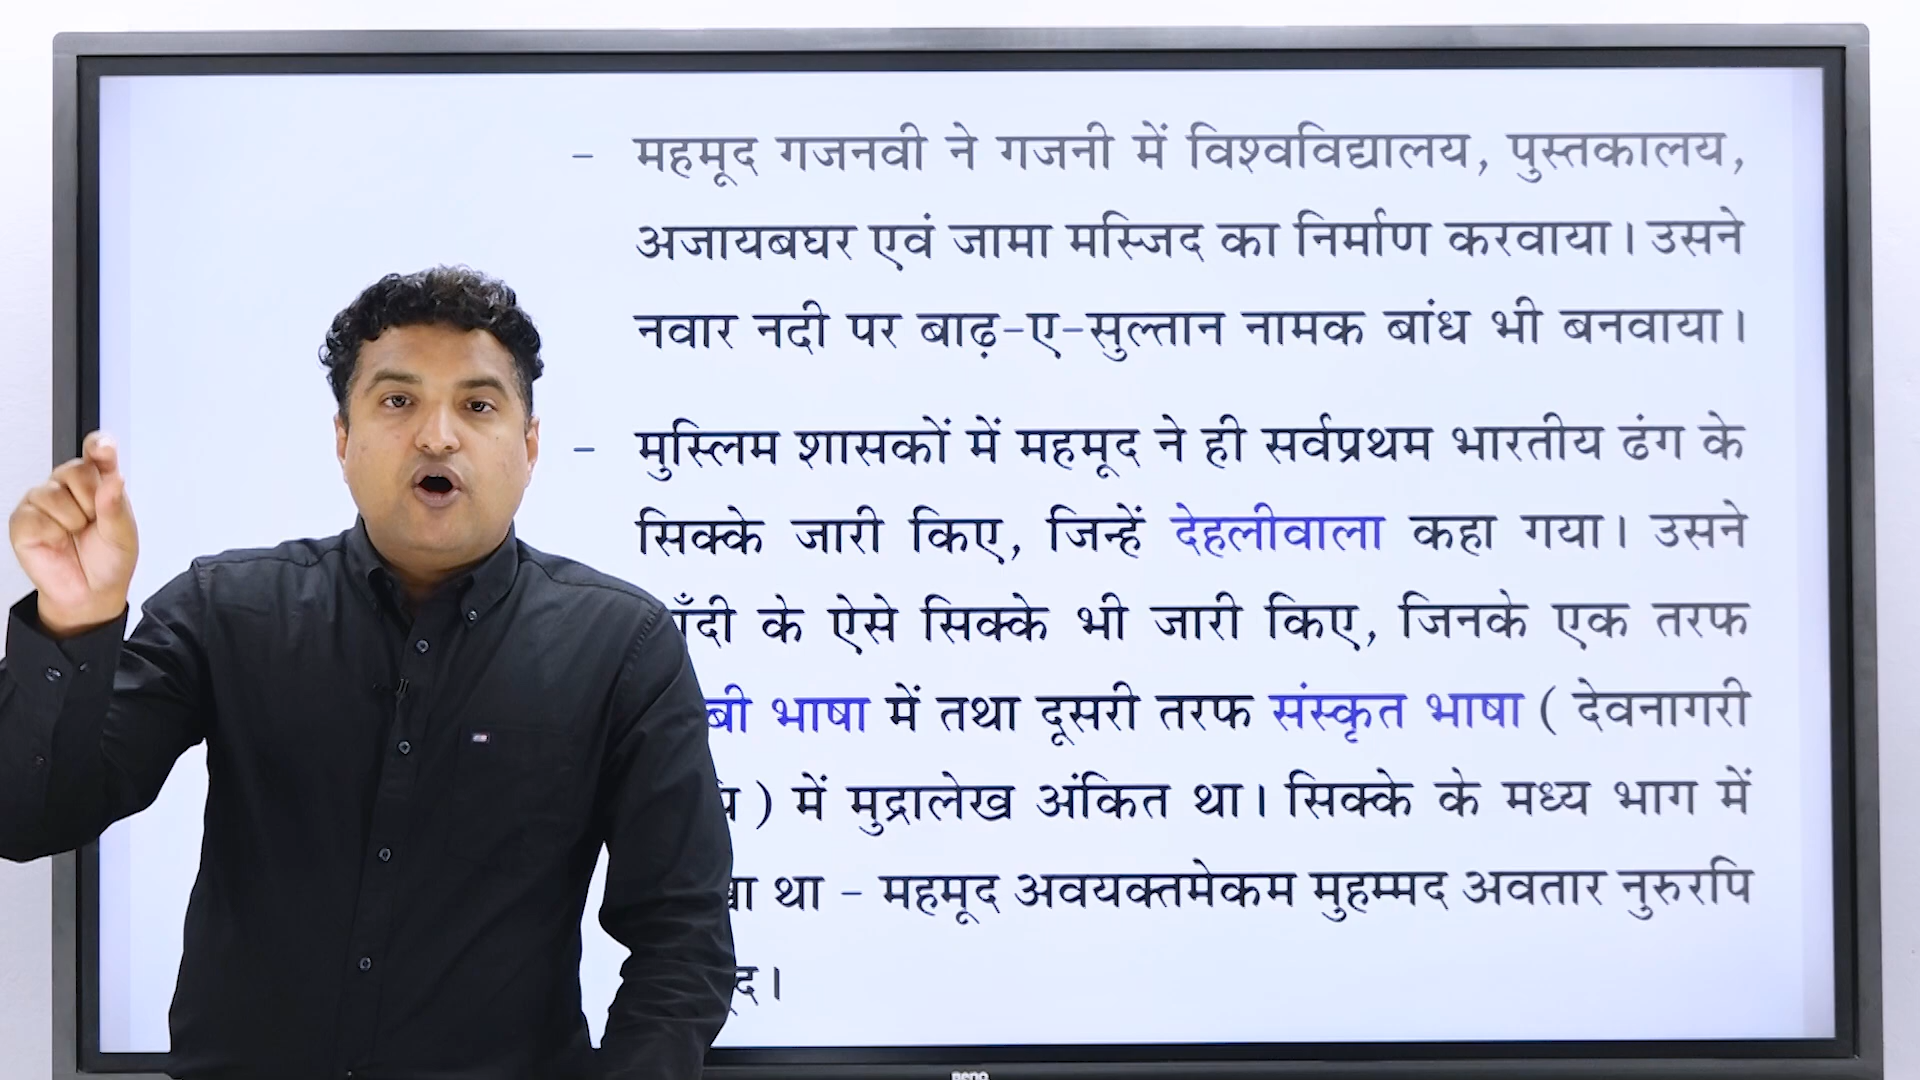 - महमूद गजनवी ने गजनी में विश्वविद्यालय, पुस्तकालय,
अजायबघर एवं जामा मस्जिद का निर्माण करवाया। उसने
नवार नदी पर बाढ़-ए-सुल्तान नामक बांध भी बनवाया।
- मुस्लिम शासकों में महमूद ने ही सर्वप्रथम भारतीय ढंग के
सिक्के जारी किए, जिन्हें देहलीवाला कहा गया। उसने
के ऐसे सिक्के भी जारी किए, जिनके एक तरफ
भाषा में तथा दूसरी तरफ संस्कृत भाषा ( देवनागरी
) में मुद्रालेख अंकित था। सिक्के के मध्य भाग में
था - महमूद अवयक्तमेकम मुहम्मद अवतार नुरुरपि